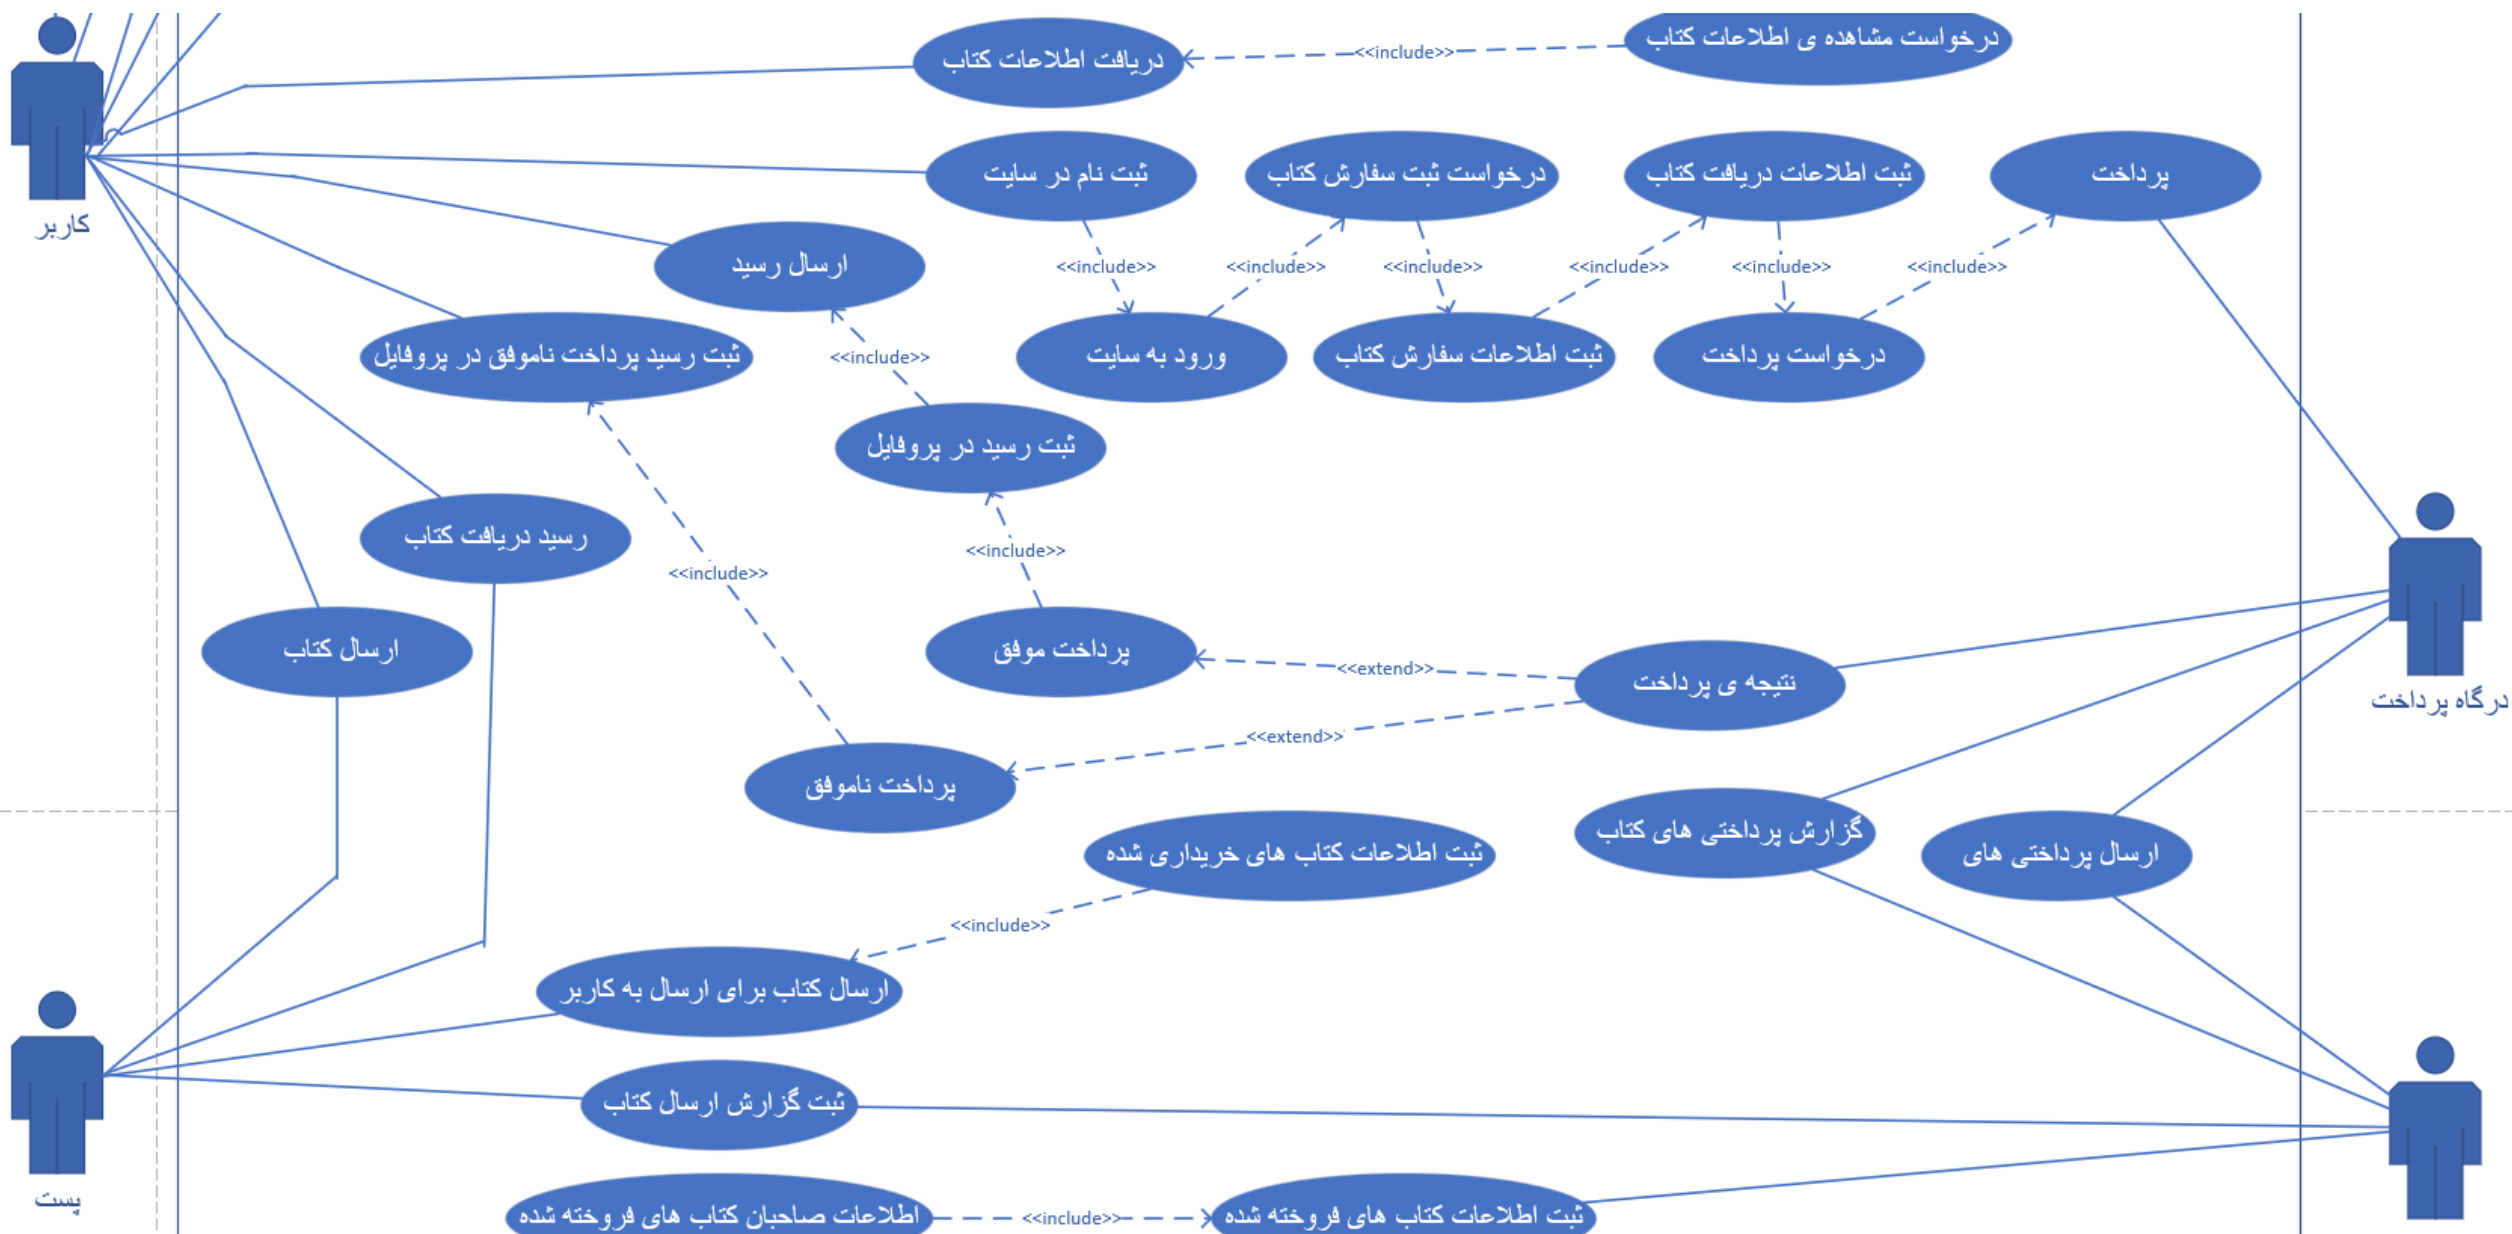 درخواست مشاهده ی اطلاعات کتاب
<<include>>
دریافت اطلاعات کتاب
پرداخت
ثبت اطلاعات دریافت کتاب
درخواست ثبت سفارش کتاب
ثبت نام در سایت
کاربر
ارسال رسید
<<include>>
<<include>>
<<include>>
<<include>>
<<include>>
<<include>>
درخواست پرداخت
ثبت اطلاعات سفارش کتاب
ورود به سایت
<<include>>
ثبت رسید پرداخت ناموفق در پروفایل
ثبت رسید در پروفایل
رسید دریافت کتاب
<<include>>
<<include>>
ارسال کتاب
پرداخت موفق
<<extend>>
نتیجه ی پرداخت
درگاه پرداخت
<<extend>>
پرداخت ناموفق
گزارش پرداختی های کتاب
ارسال پرداختی های
ثبت اطلاعات کتاب های خریداری شده
<<include>>
ارسال کتاب برای ارسال به کاربر
ثبت گزارش ارسال کتاب
پست
ثبت اطلاعات کتاب های فروخته شده
<<include>>
اطلاعات صاحبان کتاب های فروخته شده